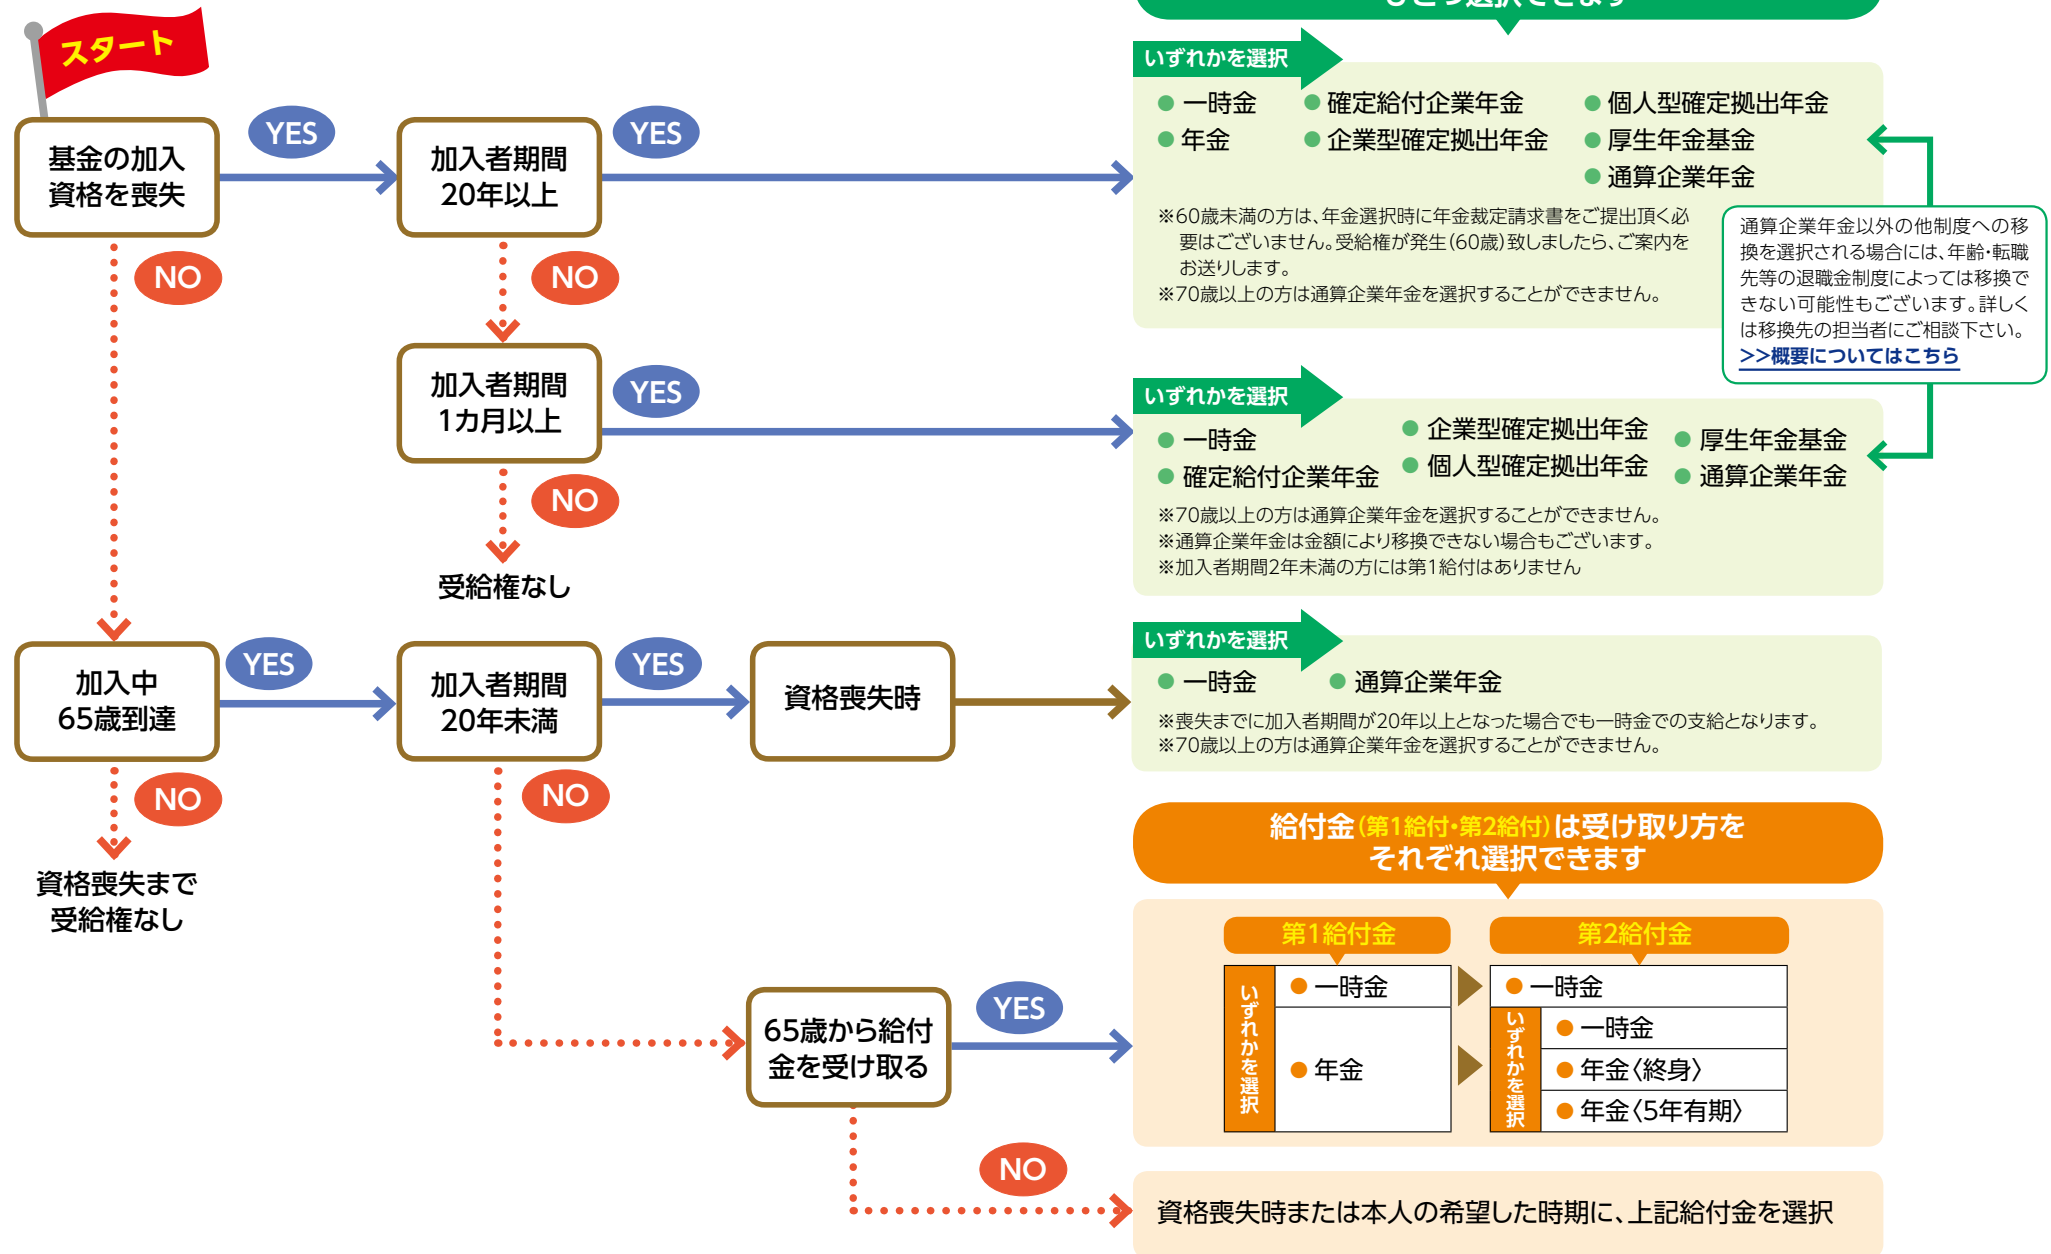 ひとつ選択できます
スタート
基金の加入
資格を喪失
YES
NO
加入者期間
20年以上
YES
NO
いずれかを選択
一時金
年金
確定給付企業年金
企業型確定拠出年金
個人型確定拠出年金
厚生年金基金
通算企業年金
※60歳未満の方は、年金選択時に年金裁定請求書をご提出頂く必
要はございません。受給権が発生(60歳)致しましたら、ご案内を
お送りします。
※70歳以上の方は通算企業年金を選択することができません。
通算企業年金以外の他制度への移
換を選択される場合には、年齢・転職
先等の退職金制度によっては移換で
きない可能性もございます。詳しく
は移換先の担当者にご相談下さい。
>>概要についてはこちら
加入者期間
1カ月以上
YES
NO
受給権なし
いずれかを選択
一時金
確定給付企業年金
企業型確定拠出年金
個人型確定拠出年金
厚生年金基金
通算企業年金
※70歳以上の方は通算企業年金を選択することができません。
※通算企業年金は金額により移換できない場合もございます。
※加入者期間2年未満の方には第1給付はありません
加入中
65歳到達
YES
NO
資格喪失まで
受給権なし
加入者期間
20年未満
YES
NO
資格喪失時
いずれかを選択
一時金
通算企業年金
※喪失までに加入者期間が20年以上となった場合でも一時金での支給となります。
※70歳以上の方は通算企業年金を選択することができません。
65歳から給付
金を受け取る
YES
NO
給付金(第1給付・第2給付)は受け取り方を
それぞれ選択できます
第1給付金
いずれかを選択
一時金
年金
第2給付金
一時金
いずれかを選択
一時金
年金〈終身〉
年金〈5年有期〉
資格喪失時または本人の希望した時期に、上記給付金を選択